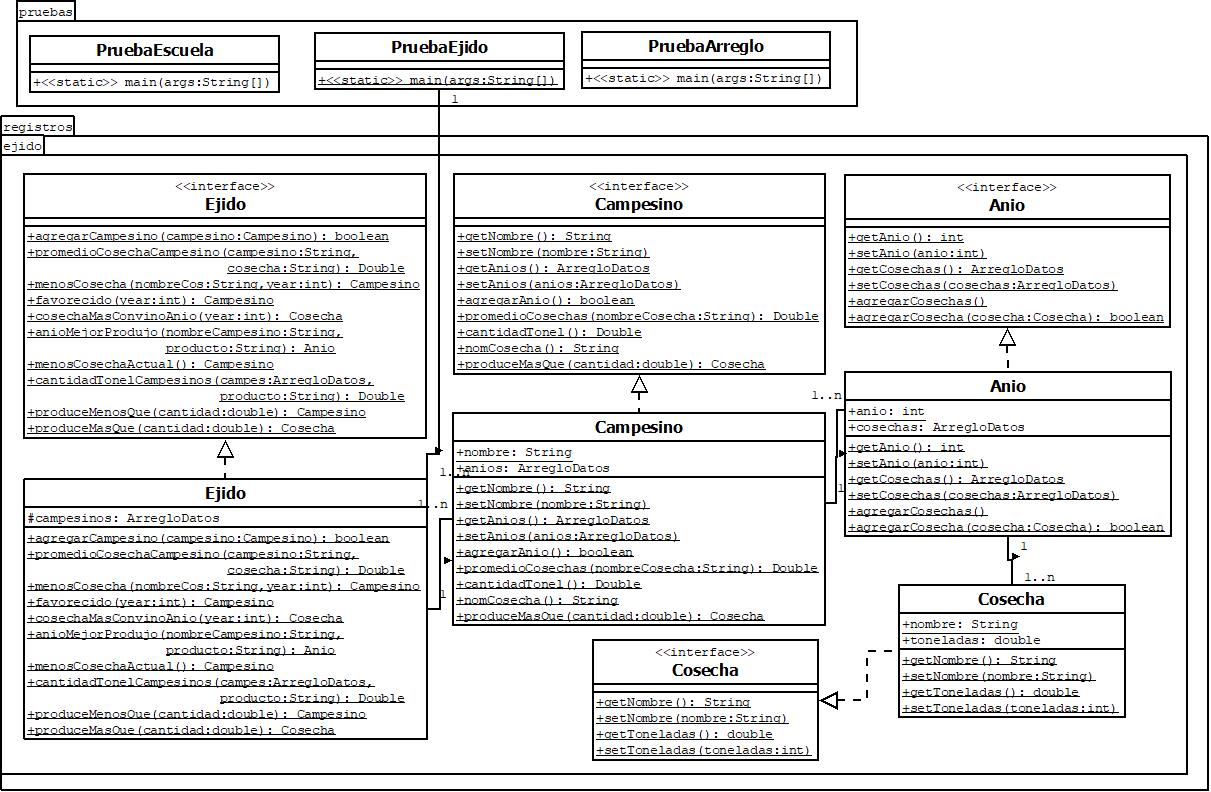 pruebas
PruebaEscuela
+<<static>> main(args:String[])
PruebaEjido
+<<static>> main(args:String[])
PruebaArreglo
+<<static>> main(args:String[])
1
registros
ejido
<<interface>>
Ejido
+agregarCampesino(campesino:Campesino): boolean
+promedioCosechaCampesino(campesino:String,
cosecha:String): Double
+menosCosecha(nombreCos:String,year:int): Campesino
+favorecido(year:int): Campesino
+cosechaMasConvinoAnio(year:int): Cosecha
+anioMejorProdujo(nombreCampesino:String,
producto:String): Anio
+menosCosechaActual(): Campesino
+cantidadTonelCampesinos(campes:ArregloDatos,
producto:String): Double
+produceMenosQue(cantidad:double): Campesino
+produceMasQue(cantidad:double): Cosecha
<<interface>>
Campesino
+getNombre(): String
+setNombre(nombre:String)
+getAnios(): ArregloDatos
+setAnios(anios:ArregloDatos)
+agregarAnio(): boolean
+promedioCosechas(nombreCosecha:String): Double
+cantidadTonel(): Double
+nomCosecha(): String
+produceMasQue(cantidad:double): Cosecha
<<interface>>
Anio
+getAnio(): int
+setAnio(anio:int)
+getCosechas(): ArregloDatos
+setCosechas(cosechas:ArregloDatos)
+agregarCosechas()
+agregarCosecha(cosecha:Cosecha): boolean
Ejido
#campesinos: ArregloDatos
+agregarCampesino(campesino:Campesino): boolean
+promedioCosechaCampesino(campesino:String,
cosecha:String): Double
+menosCosecha(nombreCos:String,year:int): Campesino
+favorecido(year:int): Campesino
+cosechaMasConvinoAnio(year:int): Cosecha
+anioMejorProdujo(nombreCampesino:String,
producto:String): Anio
+menosCosechaActual(): Campesino
+cantidadTonelCampesinos(campes:ArregloDatos,
producto:String): Double
+produceMenosQue(cantidad:double): Campesino
+produceMasQue(cantidad:double): Cosecha
1..n
1..n
1
Campesino
+nombre: String
+anios: ArregloDatos
+getNombre(): String
+setNombre(nombre:String)
+getAnios(): ArregloDatos
+setAnios(anios:ArregloDatos)
+agregarAnio(): boolean
+promedioCosechas(nombreCosecha:String): Double
+cantidadTonel(): Double
+nomCosecha(): String
+produceMasQue(cantidad:double): Cosecha
1..n
1
Anio
+anio: int
+cosechas: ArregloDatos
+getAnio(): int
+setAnio(anio:int)
+getCosechas(): ArregloDatos
+setCosechas(cosechas:ArregloDatos)
+agregarCosechas()
+agregarCosecha(cosecha:Cosecha): boolean
1
1..n
Cosecha
+nombre: String
+toneladas: double
+getNombre(): String
+setNombre(nombre:String)
+getToneladas(): double
+setToneladas(toneladas:int)
<<interface>>
Cosecha
+getNombre(): String
+setNombre(nombre:String)
+getToneladas(): double
+setToneladas(toneladas:int)